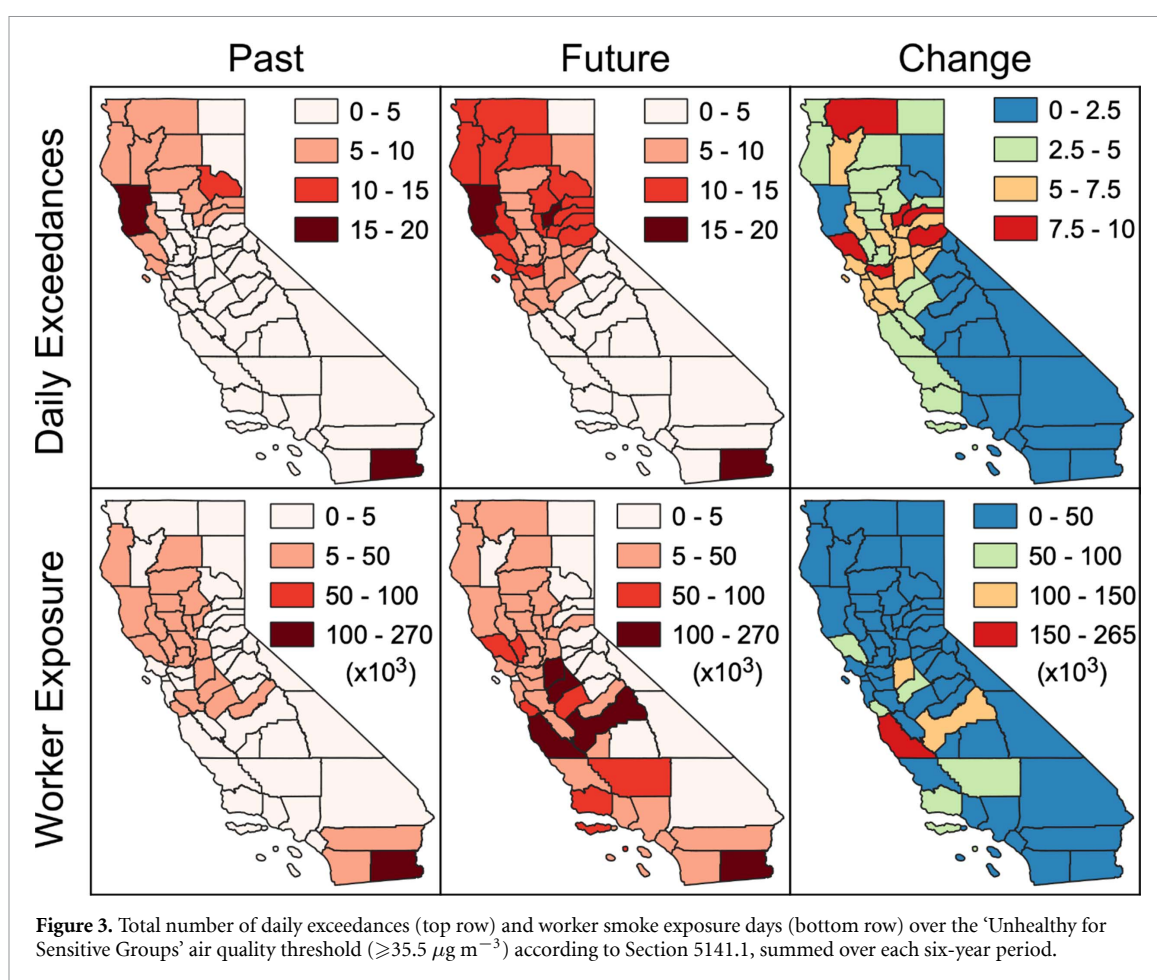 Past Future Change
Daily Exceedances
0 - 5
5 - 10
10 - 15
15 - 20
0 - 5
5 - 10
10 - 15
15 - 20
0 - 2.5
2.5 - 5
5 - 7.5
7.5 - 10
Worker Exposure
0 - 5
5 - 50
50 - 100
100 - 270
(x10³)
0 - 5
5 - 50
50 - 100
100 - 270
(x10³)
0 - 50
50 - 100
100 - 150
150 - 265
(x10³)
Figure 3. Total number of daily exceedances (top row) and worker smoke exposure days (bottom row) over the ‘Unhealthy for
Sensitive Groups’ air quality threshold (⩾35.5 μg m⁻³) according to Section 5141.1, summed over each six-year period.